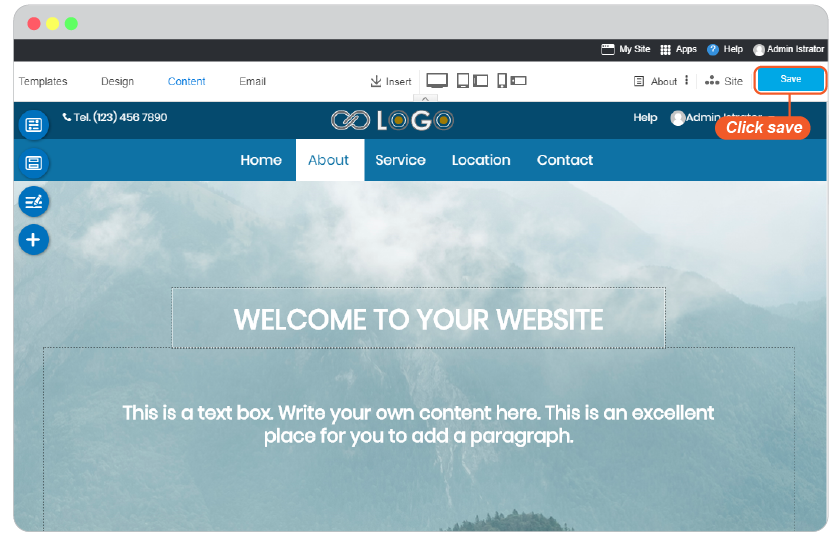 My Site Apps ? Help Admin Istrator
Templates Design Content Email Insert About Site Save
Tel. (123) 456 7890 LOGO Help Admin Istrator
Click save
Home About Service Location Contact
WELCOME TO YOUR WEBSITE
This is a text box. Write your own content here. This is an excellent
place for you to add a paragraph.